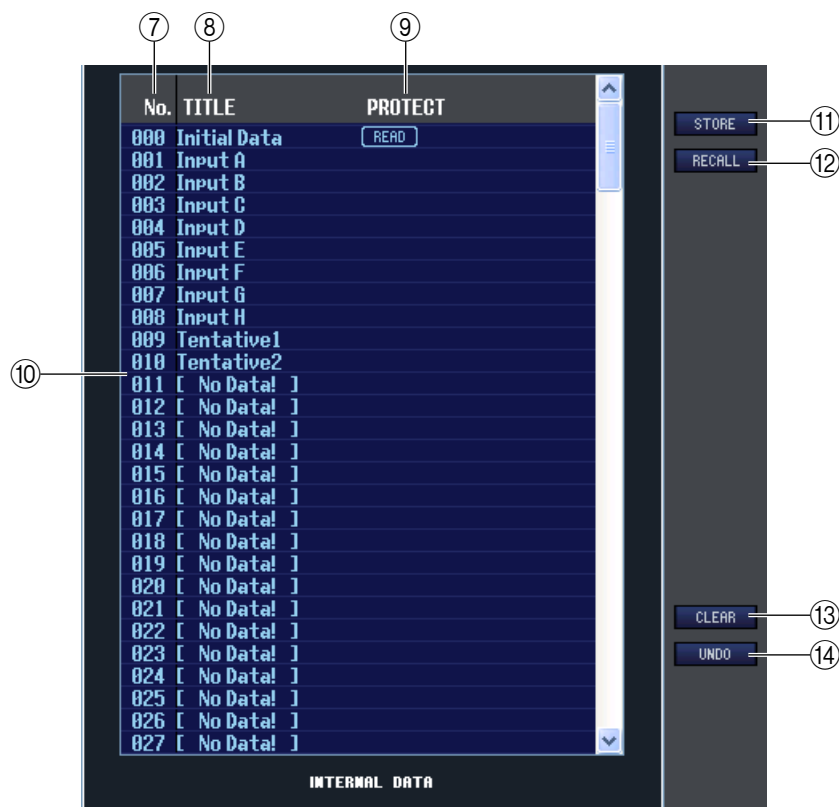 ⑦ ⑧ ⑨
No. TITLE PROTECT
000 Initial Data READ
001 Input A
002 Input B
003 Input C
004 Input D
005 Input E
006 Input F
007 Input G
008 Input H
009 Tentative1
010 Tentative2
011 [ No Data! ]
012 [ No Data! ]
013 [ No Data! ]
014 [ No Data! ]
015 [ No Data! ]
016 [ No Data! ]
017 [ No Data! ]
018 [ No Data! ]
019 [ No Data! ]
020 [ No Data! ]
021 [ No Data! ]
022 [ No Data! ]
023 [ No Data! ]
024 [ No Data! ]
025 [ No Data! ]
026 [ No Data! ]
027 [ No Data! ]
INTERNAL DATA
⑩
STORE ⑪
RECALL ⑫
CLEAR ⑬
UNDO ⑭